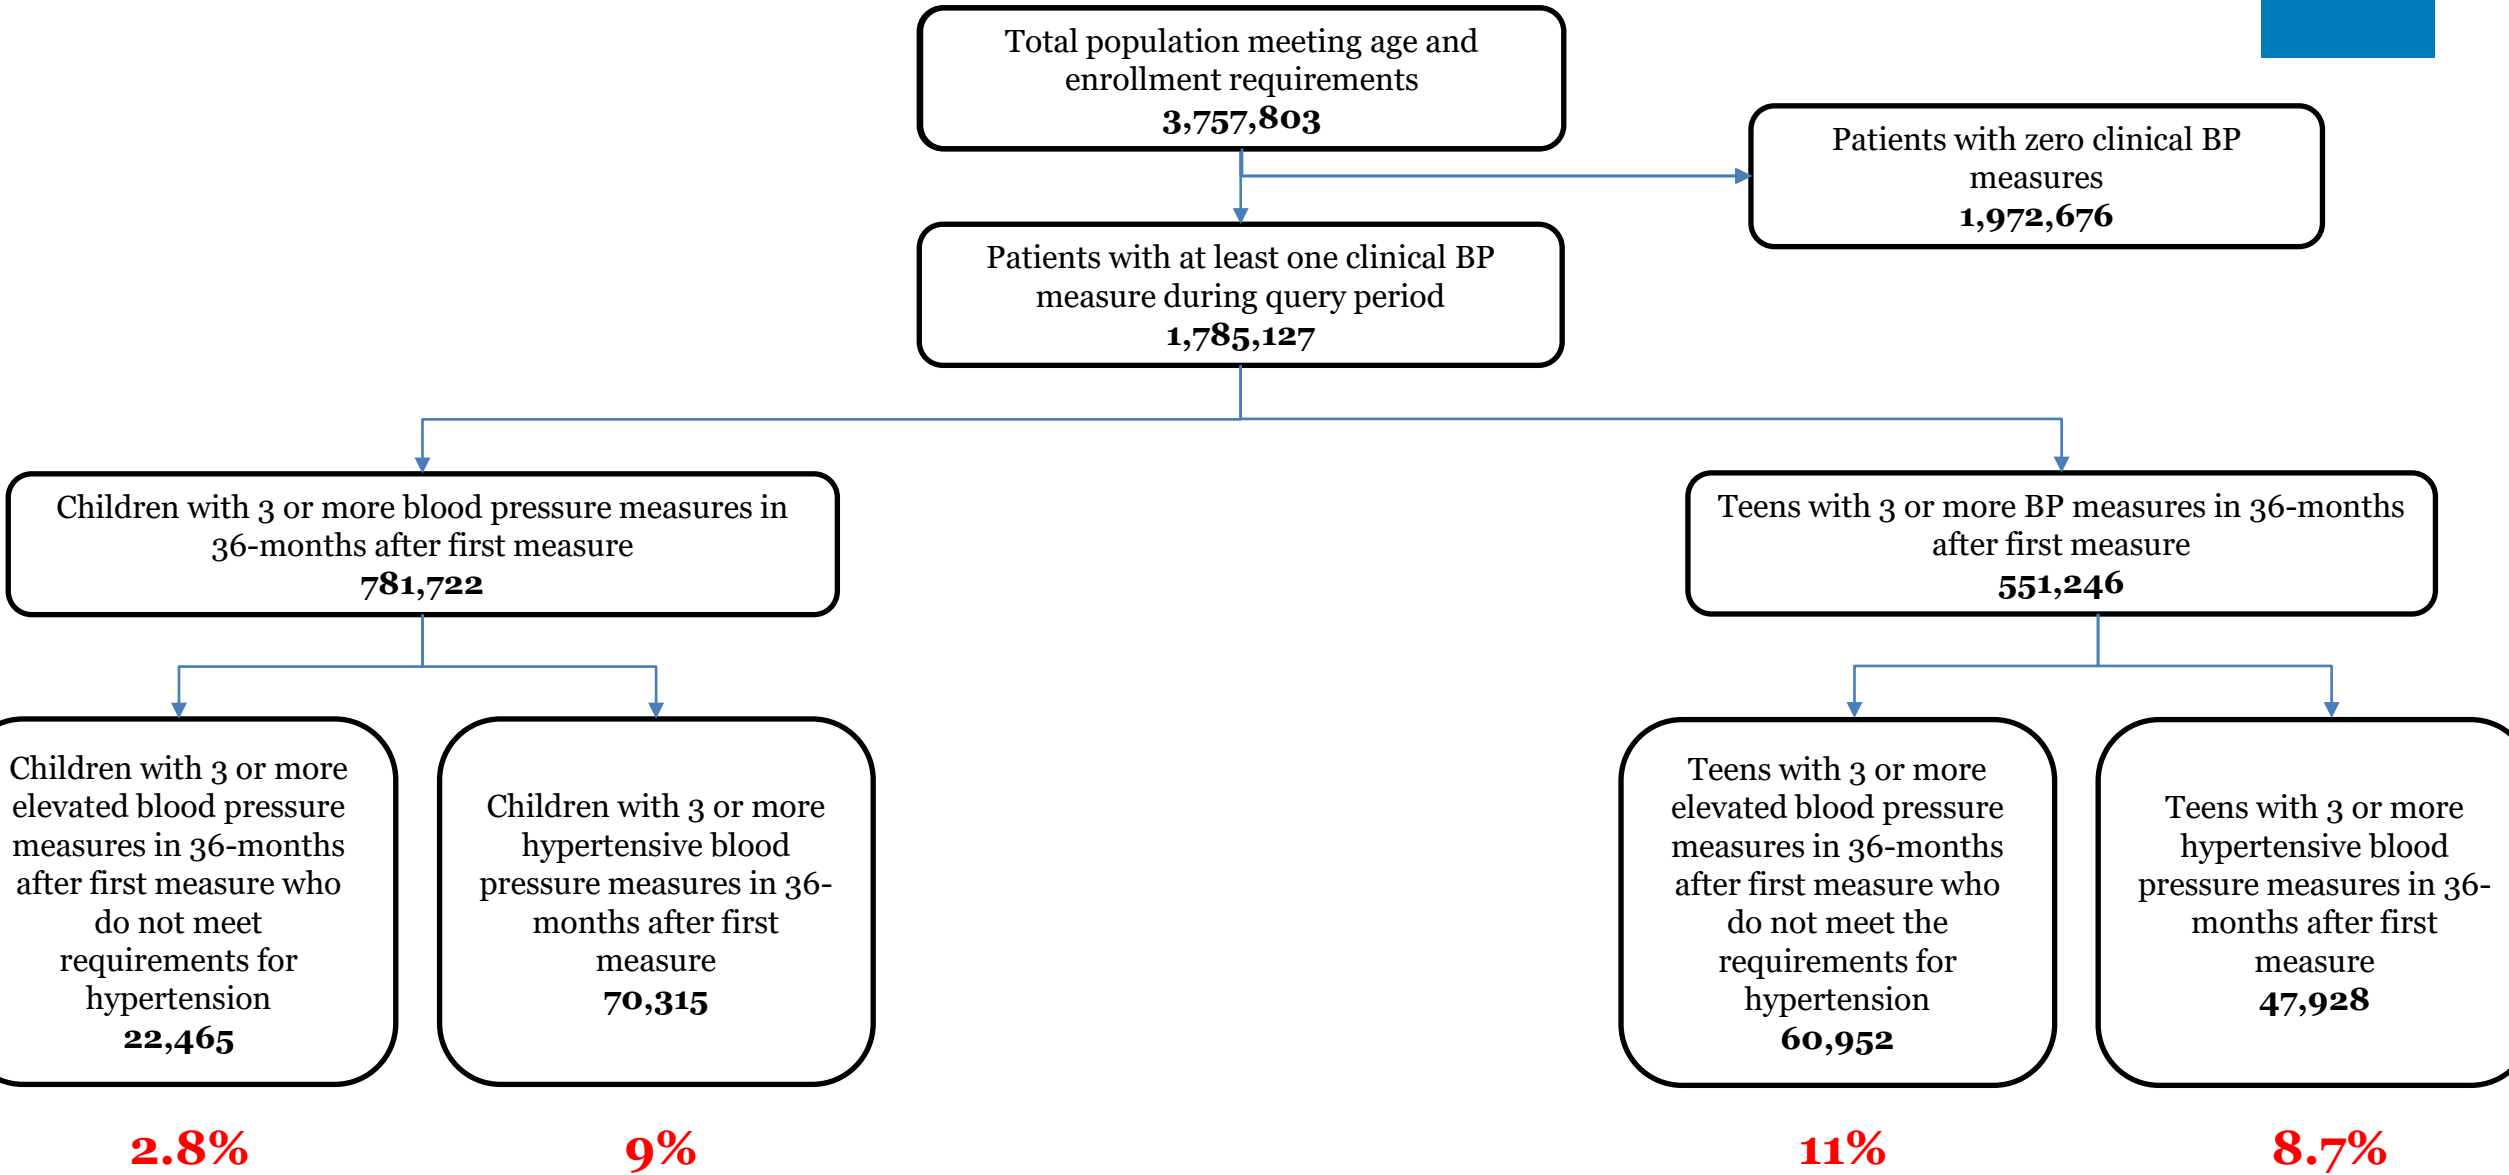 Total population meeting age and
enrollment requirements
3,757,803
Patients with zero clinical BP
measures
1,972,676
Patients with at least one clinical BP
measure during query period
1,785,127
Children with 3 or more blood pressure measures in
36-months after first measure
781,722
Teens with 3 or more BP measures in 36-months
after first measure
551,246
Children with 3 or more
elevated blood pressure
measures in 36-months
after first measure who
do not meet
requirements for
hypertension
22,465
Children with 3 or more
hypertensive blood
pressure measures in 36-
months after first
measure
70,315
Teens with 3 or more
elevated blood pressure
measures in 36-months
after first measure who
do not meet the
requirements for
hypertension
60,952
Teens with 3 or more
hypertensive blood
pressure measures in 36-
months after first
measure
47,928
2.8%
9%
11%
8.7%